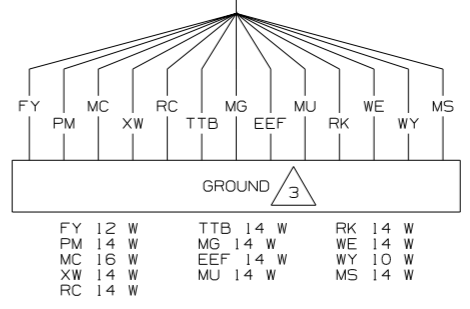 FY MC RC MG MU WE MS
PM XW TTB EEF RK WY
GROUND 3
FY 12 W TTB 14 W RK 14 W
PM 14 W MG 14 W WE 14 W
MC 16 W EEF 14 W WY 10 W
XW 14 W MU 14 W MS 14 W
RC 14 W